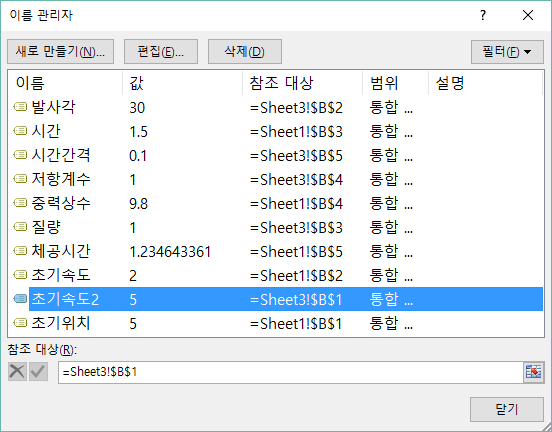 이름 관리자
새로 만들기(N)... 편집(E)... 삭제(D) 필터(F)
이름 값 참조 대상 범위 설명
발사각 30 =Sheet3!$B$2 통합 ...
시간 1.5 =Sheet1!$B$3 통합 ...
시간간격 0.1 =Sheet3!$B$5 통합 ...
저항계수 1 =Sheet3!$B$4 통합 ...
중력상수 9.8 =Sheet1!$B$4 통합 ...
질량 1 =Sheet3!$B$3 통합 ...
체공시간 1.234643361 =Sheet1!$B$5 통합 ...
초기속도 2 =Sheet1!$B$2 통합 ...
초기속도2 5 =Sheet3!$B$1 통합 ...
초기위치 5 =Sheet1!$B$1 통합 ...
참조 대상(R):
=Sheet3!$B$1
닫기